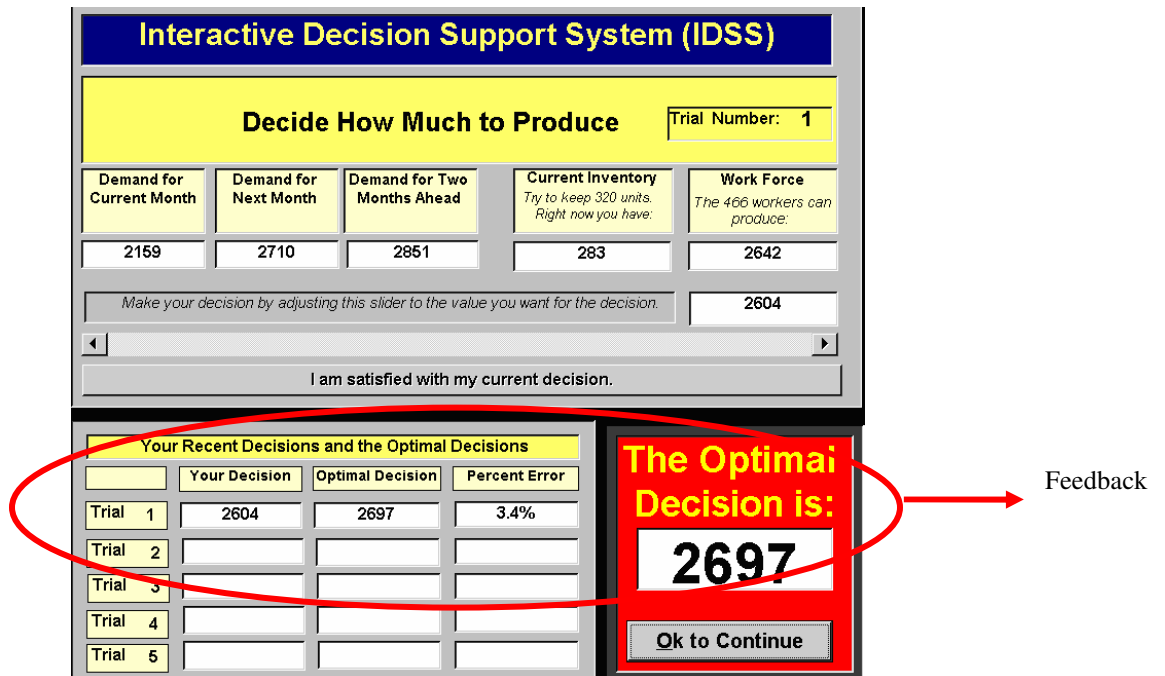 Interactive Decision Support System (IDSS)
Decide How Much to Produce
Trial Number: 1
Demand for
Current Month
Demand for
Next Month
Demand for Two
Months Ahead
Current Inventory
Try to keep 320 units.
Right now you have:
Work Force
The 466 workers can
produce:
2159
2710
2851
283
2642
Make your decision by adjusting this slider to the value you want for the decision.
2604
I am satisfied with my current decision.
Your Recent Decisions and the Optimal Decisions
Your Decision
Optimal Decision
Percent Error
Trial 1
2604
2697
3.4%
Trial 2
Trial 3
Trial 4
Trial 5
The Optimal
Decision is:
2697
Ok to Continue
Feedback